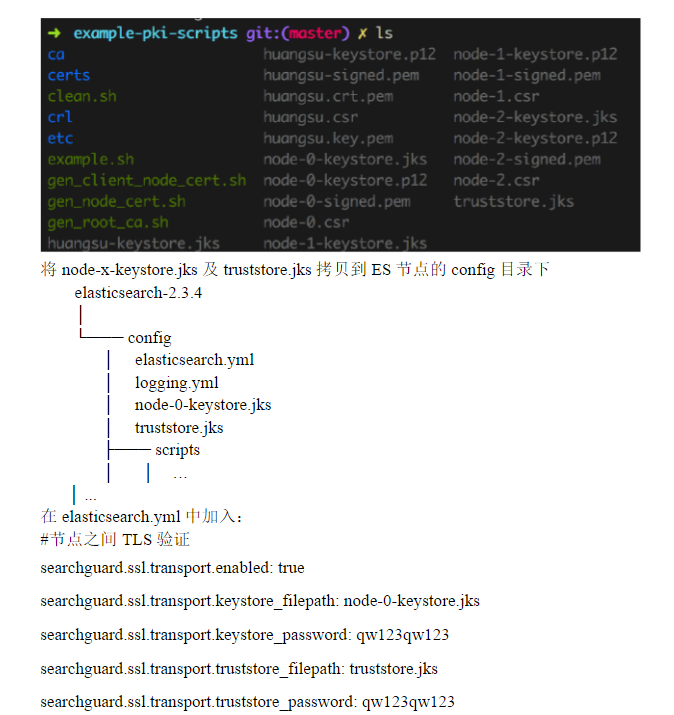 ➜ example-pki-scripts git:(master) ✗ ls
ca huangsu-keystore.p12 node-1-keystore.p12
certs huangsu-signed.pem node-1-signed.pem
clean.sh huangsu.crt.pem node-1.csr
crl huangsu.csr node-2-keystore.jks
etc huangsu.key.pem node-2-keystore.p12
example.sh node-0-keystore.jks node-2-signed.pem
gen_client_node_cert.sh node-0-keystore.p12 node-2.csr
gen_node_cert.sh node-0-signed.pem truststore.jks
gen_root_ca.sh node-0.csr
huangsu-keystore.jks node-1-keystore.jks
将 node-x-keystore.jks 及 truststore.jks 拷贝到 ES 节点的 config 目录下
elasticsearch-2.3.4
│
└─── config
│ elasticsearch.yml
│ logging.yml
│ node-0-keystore.jks
│ truststore.jks
├─── scripts
│ │ …
│ ...
在 elasticsearch.yml 中加入：
#节点之间 TLS 验证
searchguard.ssl.transport.enabled: true
searchguard.ssl.transport.keystore_filepath: node-0-keystore.jks
searchguard.ssl.transport.keystore_password: qw123qw123
searchguard.ssl.transport.truststore_filepath: truststore.jks
searchguard.ssl.transport.truststore_password: qw123qw123